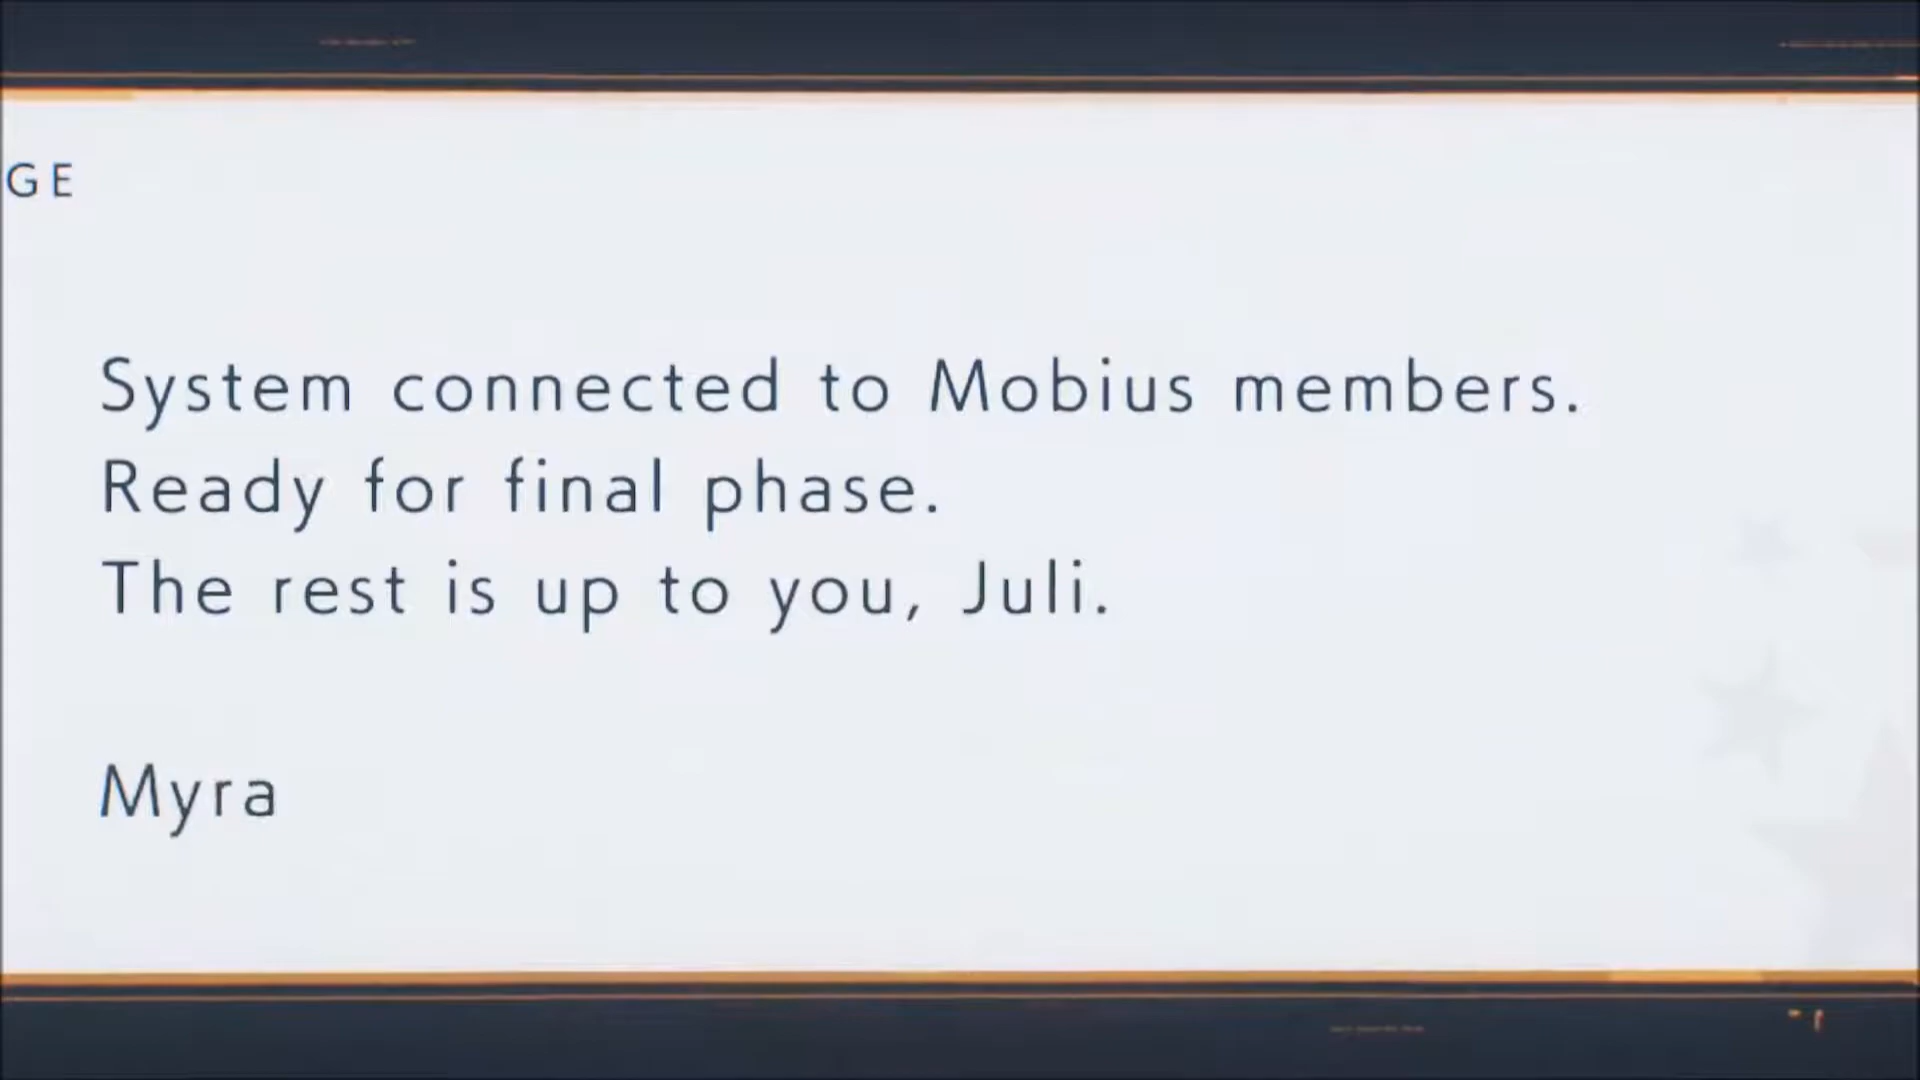 GE
System connected to Mobius members.
Ready for final phase.
The rest is up to you, Juli.
Myra